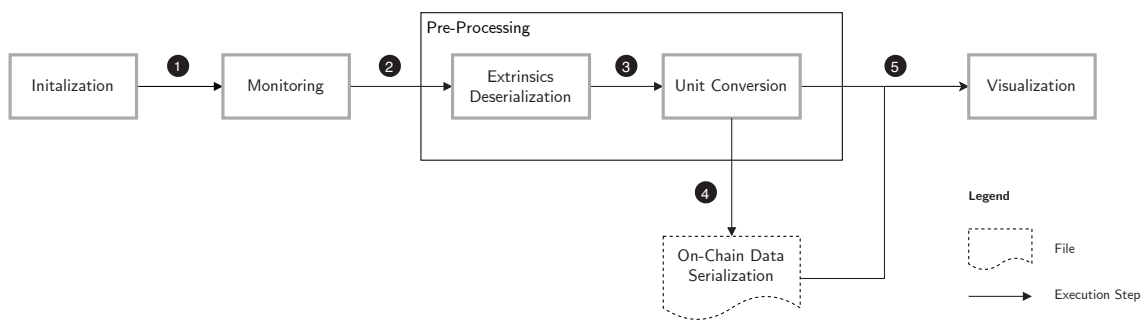 Pre-Processing
1
2
3
5
Initalization
Monitoring
Extrinsics
Deserialization
Unit Conversion
Visualization
4
Legend
On-Chain Data
Serialization
File
Execution Step